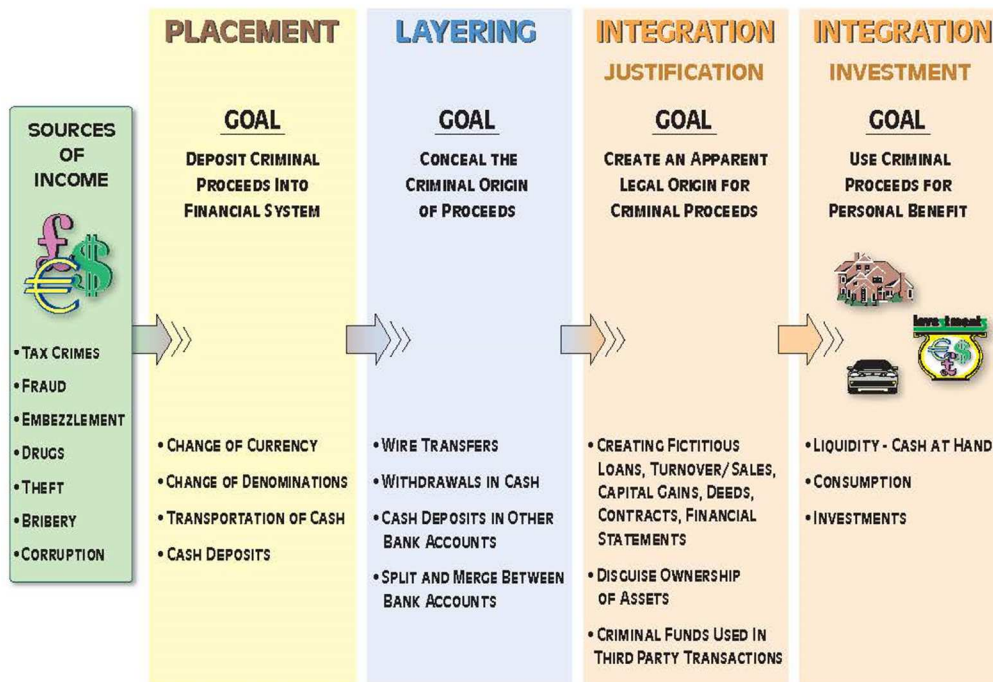 PLACEMENT
LAYERING
INTEGRATION
JUSTIFICATION
INTEGRATION
INVESTMENT
SOURCES
OF
INCOME
£
$
€
• TAX CRIMES
• FRAUD
• EMBEZZLEMENT
• DRUGS
• THEFT
• BRIBERY
• CORRUPTION
GOAL
DEPOSIT CRIMINAL
PROCEEDS INTO
FINANCIAL SYSTEM
• CHANGE OF CURRENCY
• CHANGE OF DENOMINATIONS
• TRANSPORTATION OF CASH
• CASH DEPOSITS
GOAL
CONCEAL THE
CRIMINAL ORIGIN
OF PROCEEDS
• WIRE TRANSFERS
• WITHDRAWALS IN CASH
• CASH DEPOSITS IN OTHER
BANK ACCOUNTS
• SPLIT AND MERGE BETWEEN
BANK ACCOUNTS
GOAL
CREATE AN APPARENT
LEGAL ORIGIN FOR
CRIMINAL PROCEEDS
• CREATING FICTITIOUS
LOANS, TURNOVER/SALES,
CAPITAL GAINS, DEEDS,
CONTRACTS, FINANCIAL
STATEMENTS
• DISGUISE OWNERSHIP
OF ASSETS
• CRIMINAL FUNDS USED IN
THIRD PARTY TRANSACTIONS
GOAL
USE CRIMINAL
PROCEEDS FOR
PERSONAL BENEFIT
Investments
€ $
£
• LIQUIDITY - CASH AT HAND
• CONSUMPTION
• INVESTMENTS